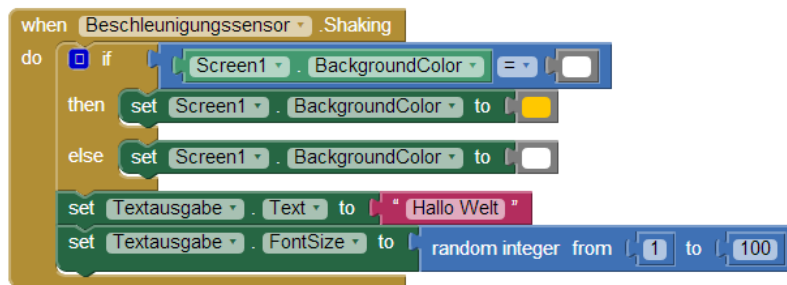 when Beschleunigungssensor .Shaking
do if Screen1 . BackgroundColor =
then set Screen1 . BackgroundColor to
else set Screen1 . BackgroundColor to
set Textausgabe . Text to " Hallo Welt "
set Textausgabe . FontSize to random integer from 1 to 100